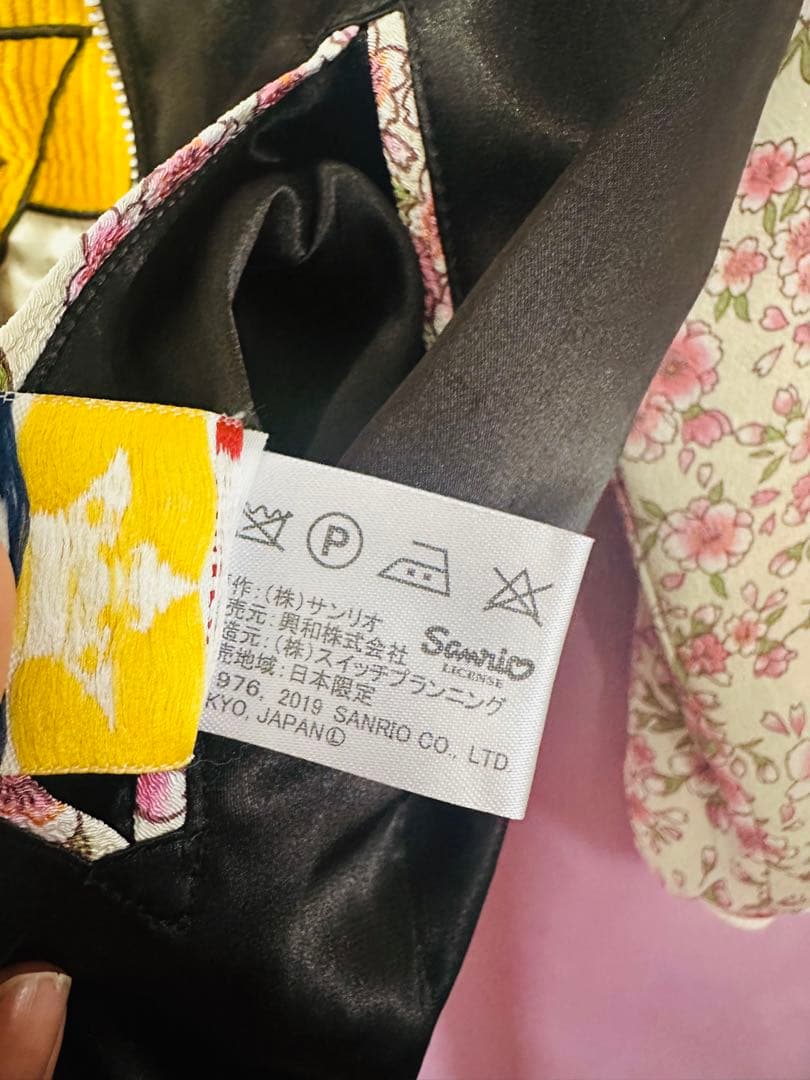 P
作：（株）サンリオ
売元：興和株式会社
造元：（株）スイッチプランニング
売地域：日本限定
976, 2019 SANRIO CO., LTD.
KYO, JAPAN Ⓛ
Sanrio
LICENSE